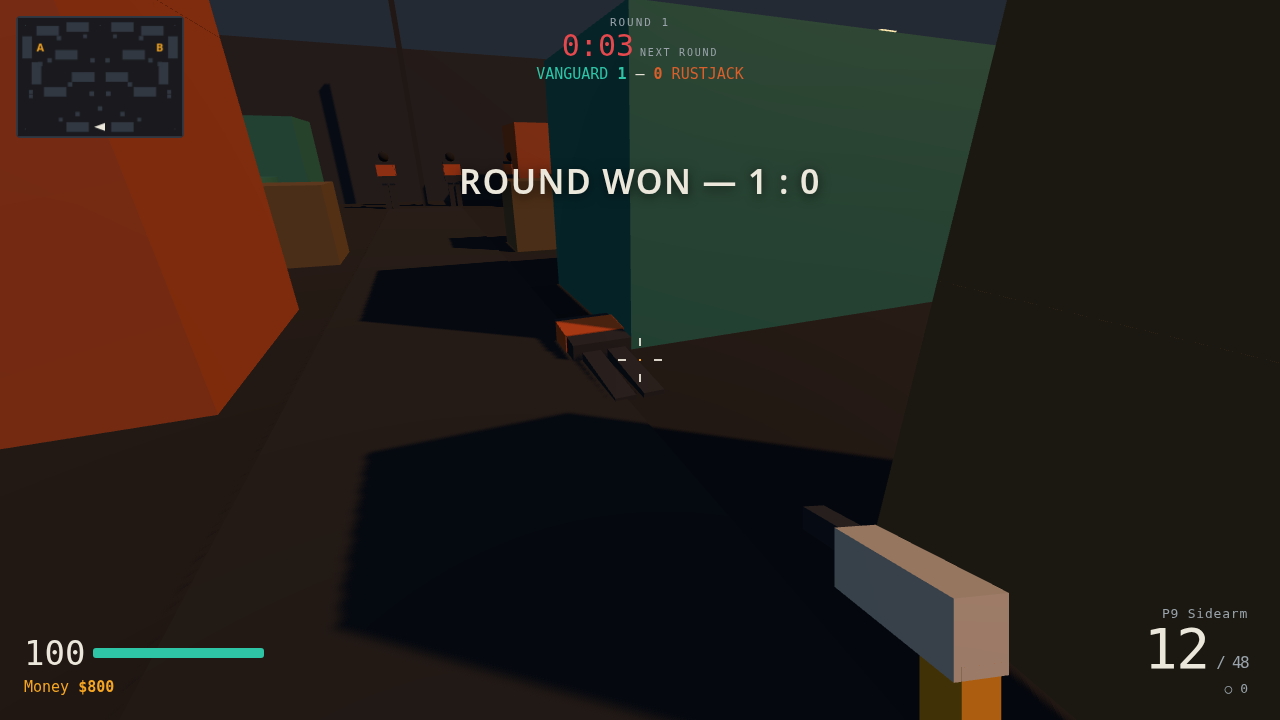 A B
ROUND 1
0:03 NEXT ROUND
VANGUARD 1 — 0 RUSTJACK
ROUND WON — 1 : 0
100
Money $800
P9 Sidearm
12 / 48
○ 0